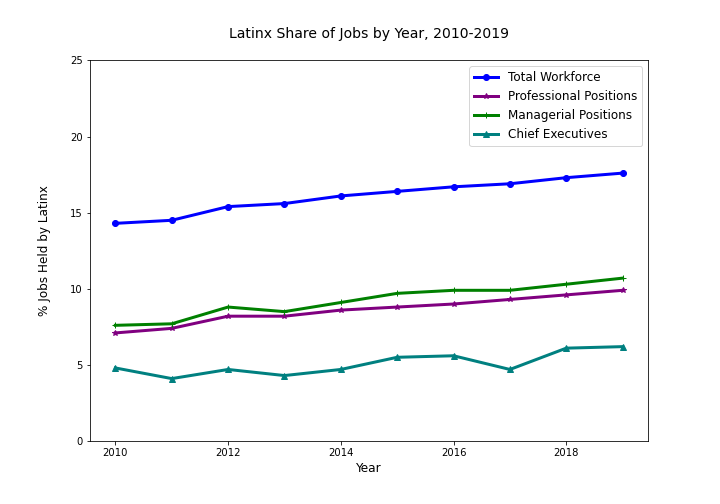 Latinx Share of Jobs by Year, 2010-2019
25
20
15
10
5
0
% Jobs Held by Latinx
Total Workforce
Professional Positions
Managerial Positions
Chief Executives
2010 2012 2014 2016 2018
Year